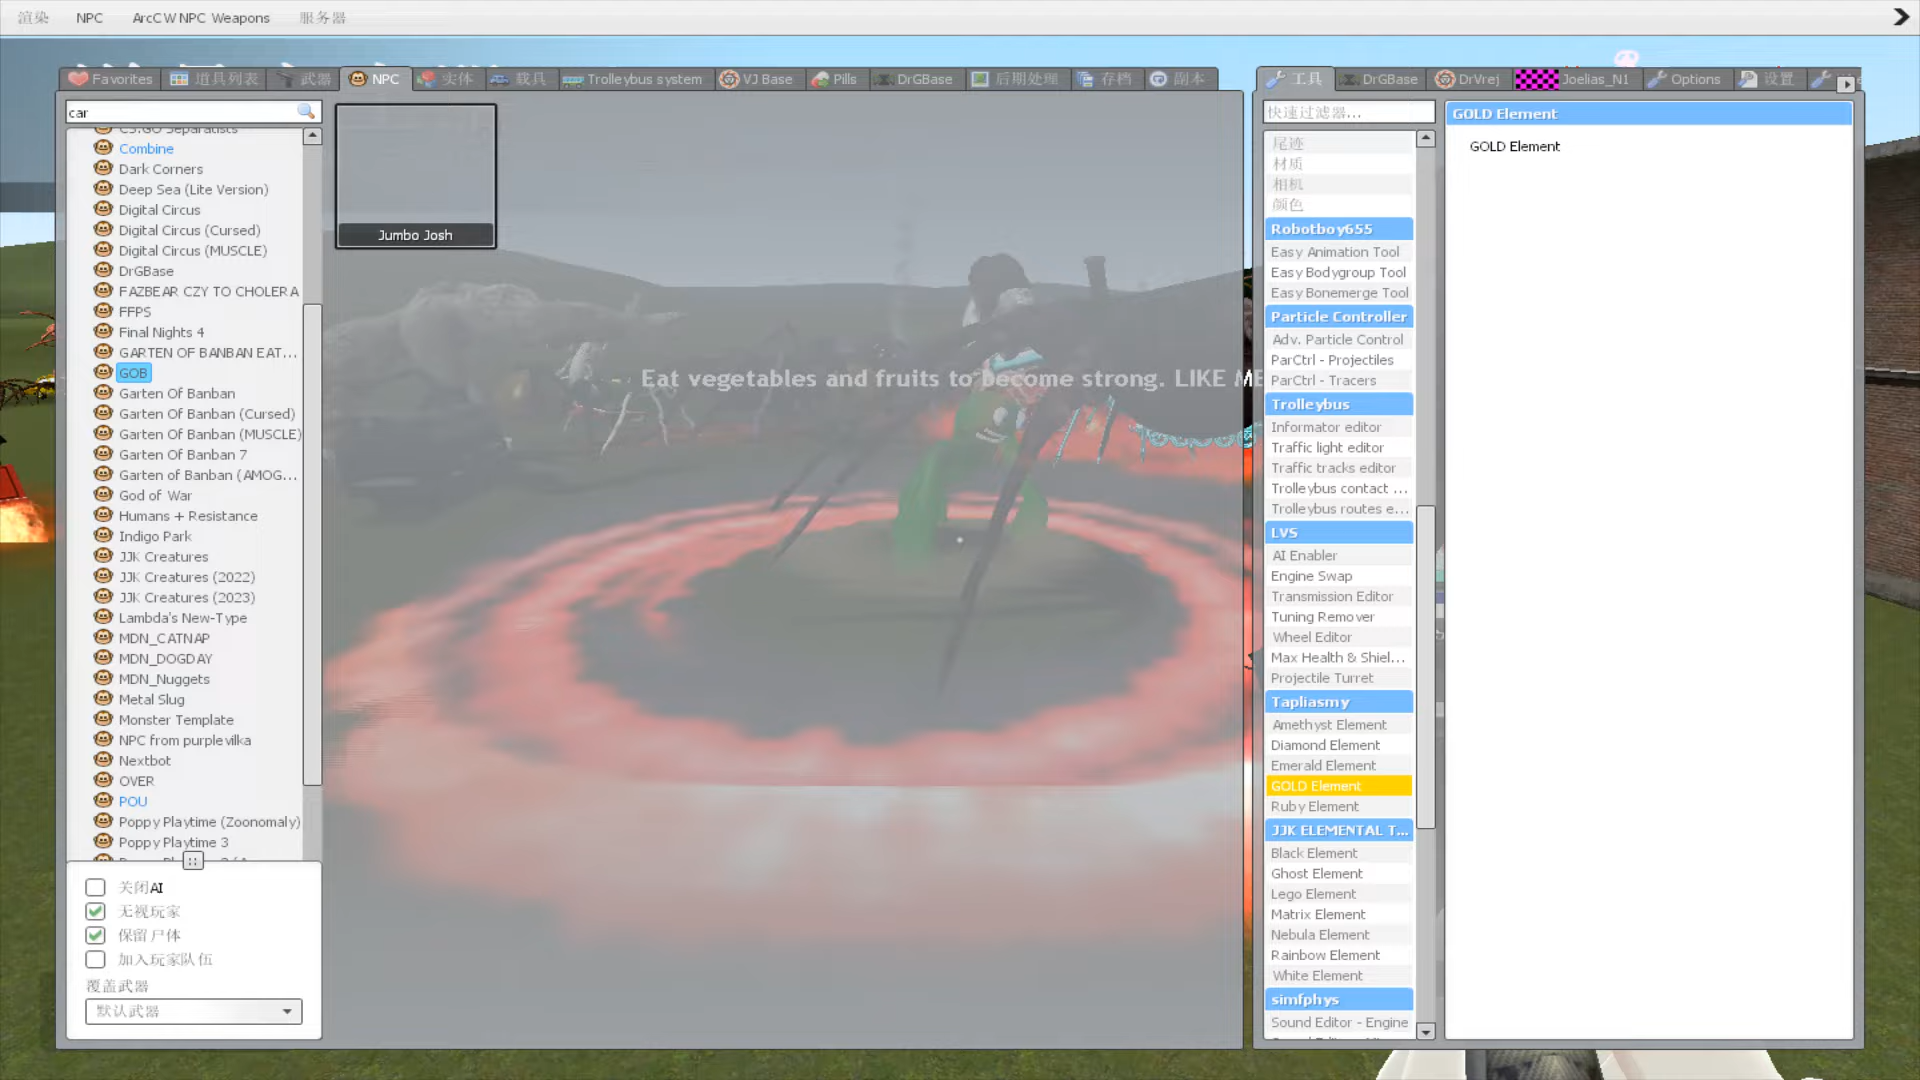 渲染 NPC ArcCW NPC Weapons 服务器
Favorites 道具列表 武器 NPC 实体 载具 Trolleybus system VJ Base Pills DrGBase 后期处理 存档 副本
工具 DrGBase DrVrej Joelias_N1 Options 设置
car
CS:GO Separatists
Combine
Dark Corners
Deep Sea (Lite Version)
Digital Circus
Digital Circus (Cursed)
Digital Circus (MUSCLE)
DrGBase
FAZBEAR CZY TO CHOLERA
FFPS
Final Nights 4
GARTEN OF BANBAN EAT...
GOB
Garten Of Banban
Garten Of Banban (Cursed)
Garten Of Banban (MUSCLE)
Garten Of Banban 7
Garten of Banban (AMOG...
God of War
Humans + Resistance
Indigo Park
JJK Creatures
JJK Creatures (2022)
JJK Creatures (2023)
Lambda's New-Type
MDN_CATNAP
MDN_DOGDAY
MDN_Nuggets
Metal Slug
Monster Template
NPC from purplevilka
Nextbot
OVER
POU
Poppy Playtime (Zoonomaly)
Poppy Playtime 3
关闭AI
无视玩家
保留尸体
加入玩家队伍
覆盖武器
默认武器
Jumbo Josh
Eat vegetables and fruits to become strong. LIKE ME
快速过滤器...
尾迹
材质
相机
颜色
Robotboy655
Easy Animation Tool
Easy Bodygroup Tool
Easy Bonemerge Tool
Particle Controller
Adv. Particle Control
ParCtrl - Projectiles
ParCtrl - Tracers
Trolleybus
Informator editor
Traffic light editor
Traffic tracks editor
Trolleybus contact ...
Trolleybus routes e...
LVS
AI Enabler
Engine Swap
Transmission Editor
Tuning Remover
Wheel Editor
Max Health & Shiel...
Projectile Turret
Tapliasmy
Amethyst Element
Diamond Element
Emerald Element
GOLD Element
Ruby Element
JJK ELEMENTAL T...
Black Element
Ghost Element
Lego Element
Matrix Element
Nebula Element
Rainbow Element
White Element
simfphys
Sound Editor - Engine
GOLD Element
GOLD Element